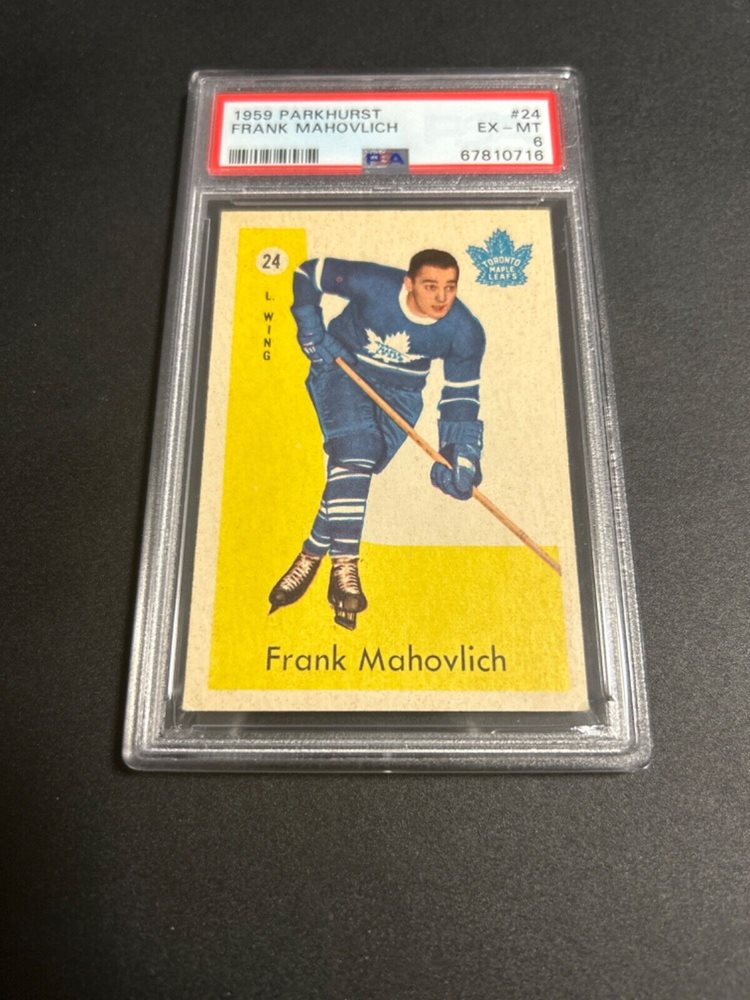 1959 PARKHURST #24
FRANK MAHOVLICH EX - MT
6
PSA 67810716
24
L. WING
TORONTO
MAPLE
LEAFS
Frank Mahovlich